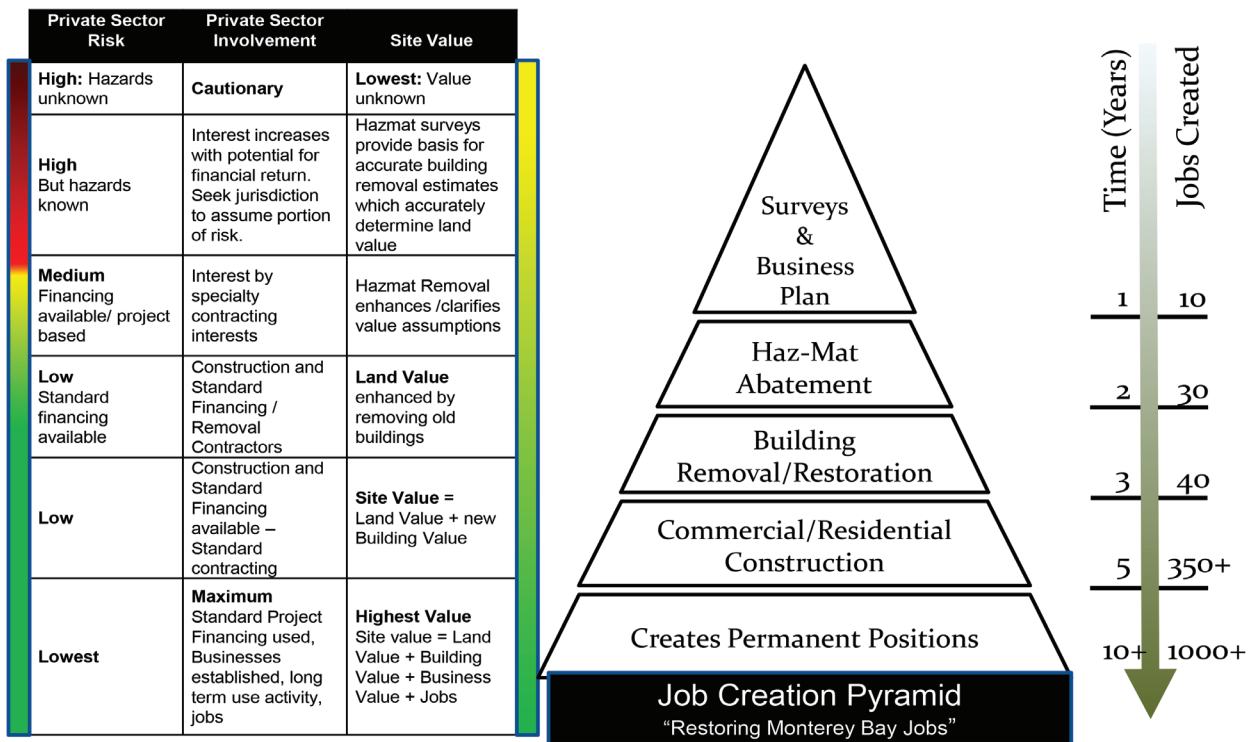 Private Sector
Risk
Private Sector
Involvement
Site Value
High: Hazards
unknown
Cautionary
Lowest: Value
unknown
High
But hazards
known
Interest increases
with potential for
financial return.
Seek jurisdiction
to assume portion
of risk.
Hazmat surveys
provide basis for
accurate building
removal estimates
which accurately
determine land
value
Medium
Financing
available/ project
based
Interest by
specialty
contracting
interests
Hazmat Removal
enhances /clarifies
value assumptions
Low
Standard
financing
available
Construction and
Standard
Financing /
Removal
Contractors
Land Value
enhanced by
removing old
buildings
Low
Construction and
Standard
Financing
available –
Standard
contracting
Site Value =
Land Value + new
Building Value
Lowest
Maximum
Standard Project
Financing used,
Businesses
established, long
term use activity,
jobs
Highest Value
Site value = Land
Value + Building
Value + Business
Value + Jobs
Surveys
&
Business
Plan
Haz-Mat
Abatement
Building
Removal/Restoration
Commercial/Residential
Construction
Creates Permanent Positions
Job Creation Pyramid
“Restoring Monterey Bay Jobs”
Time (Years)
Jobs Created
1 10
2 30
3 40
5 350+
10+ 1000+